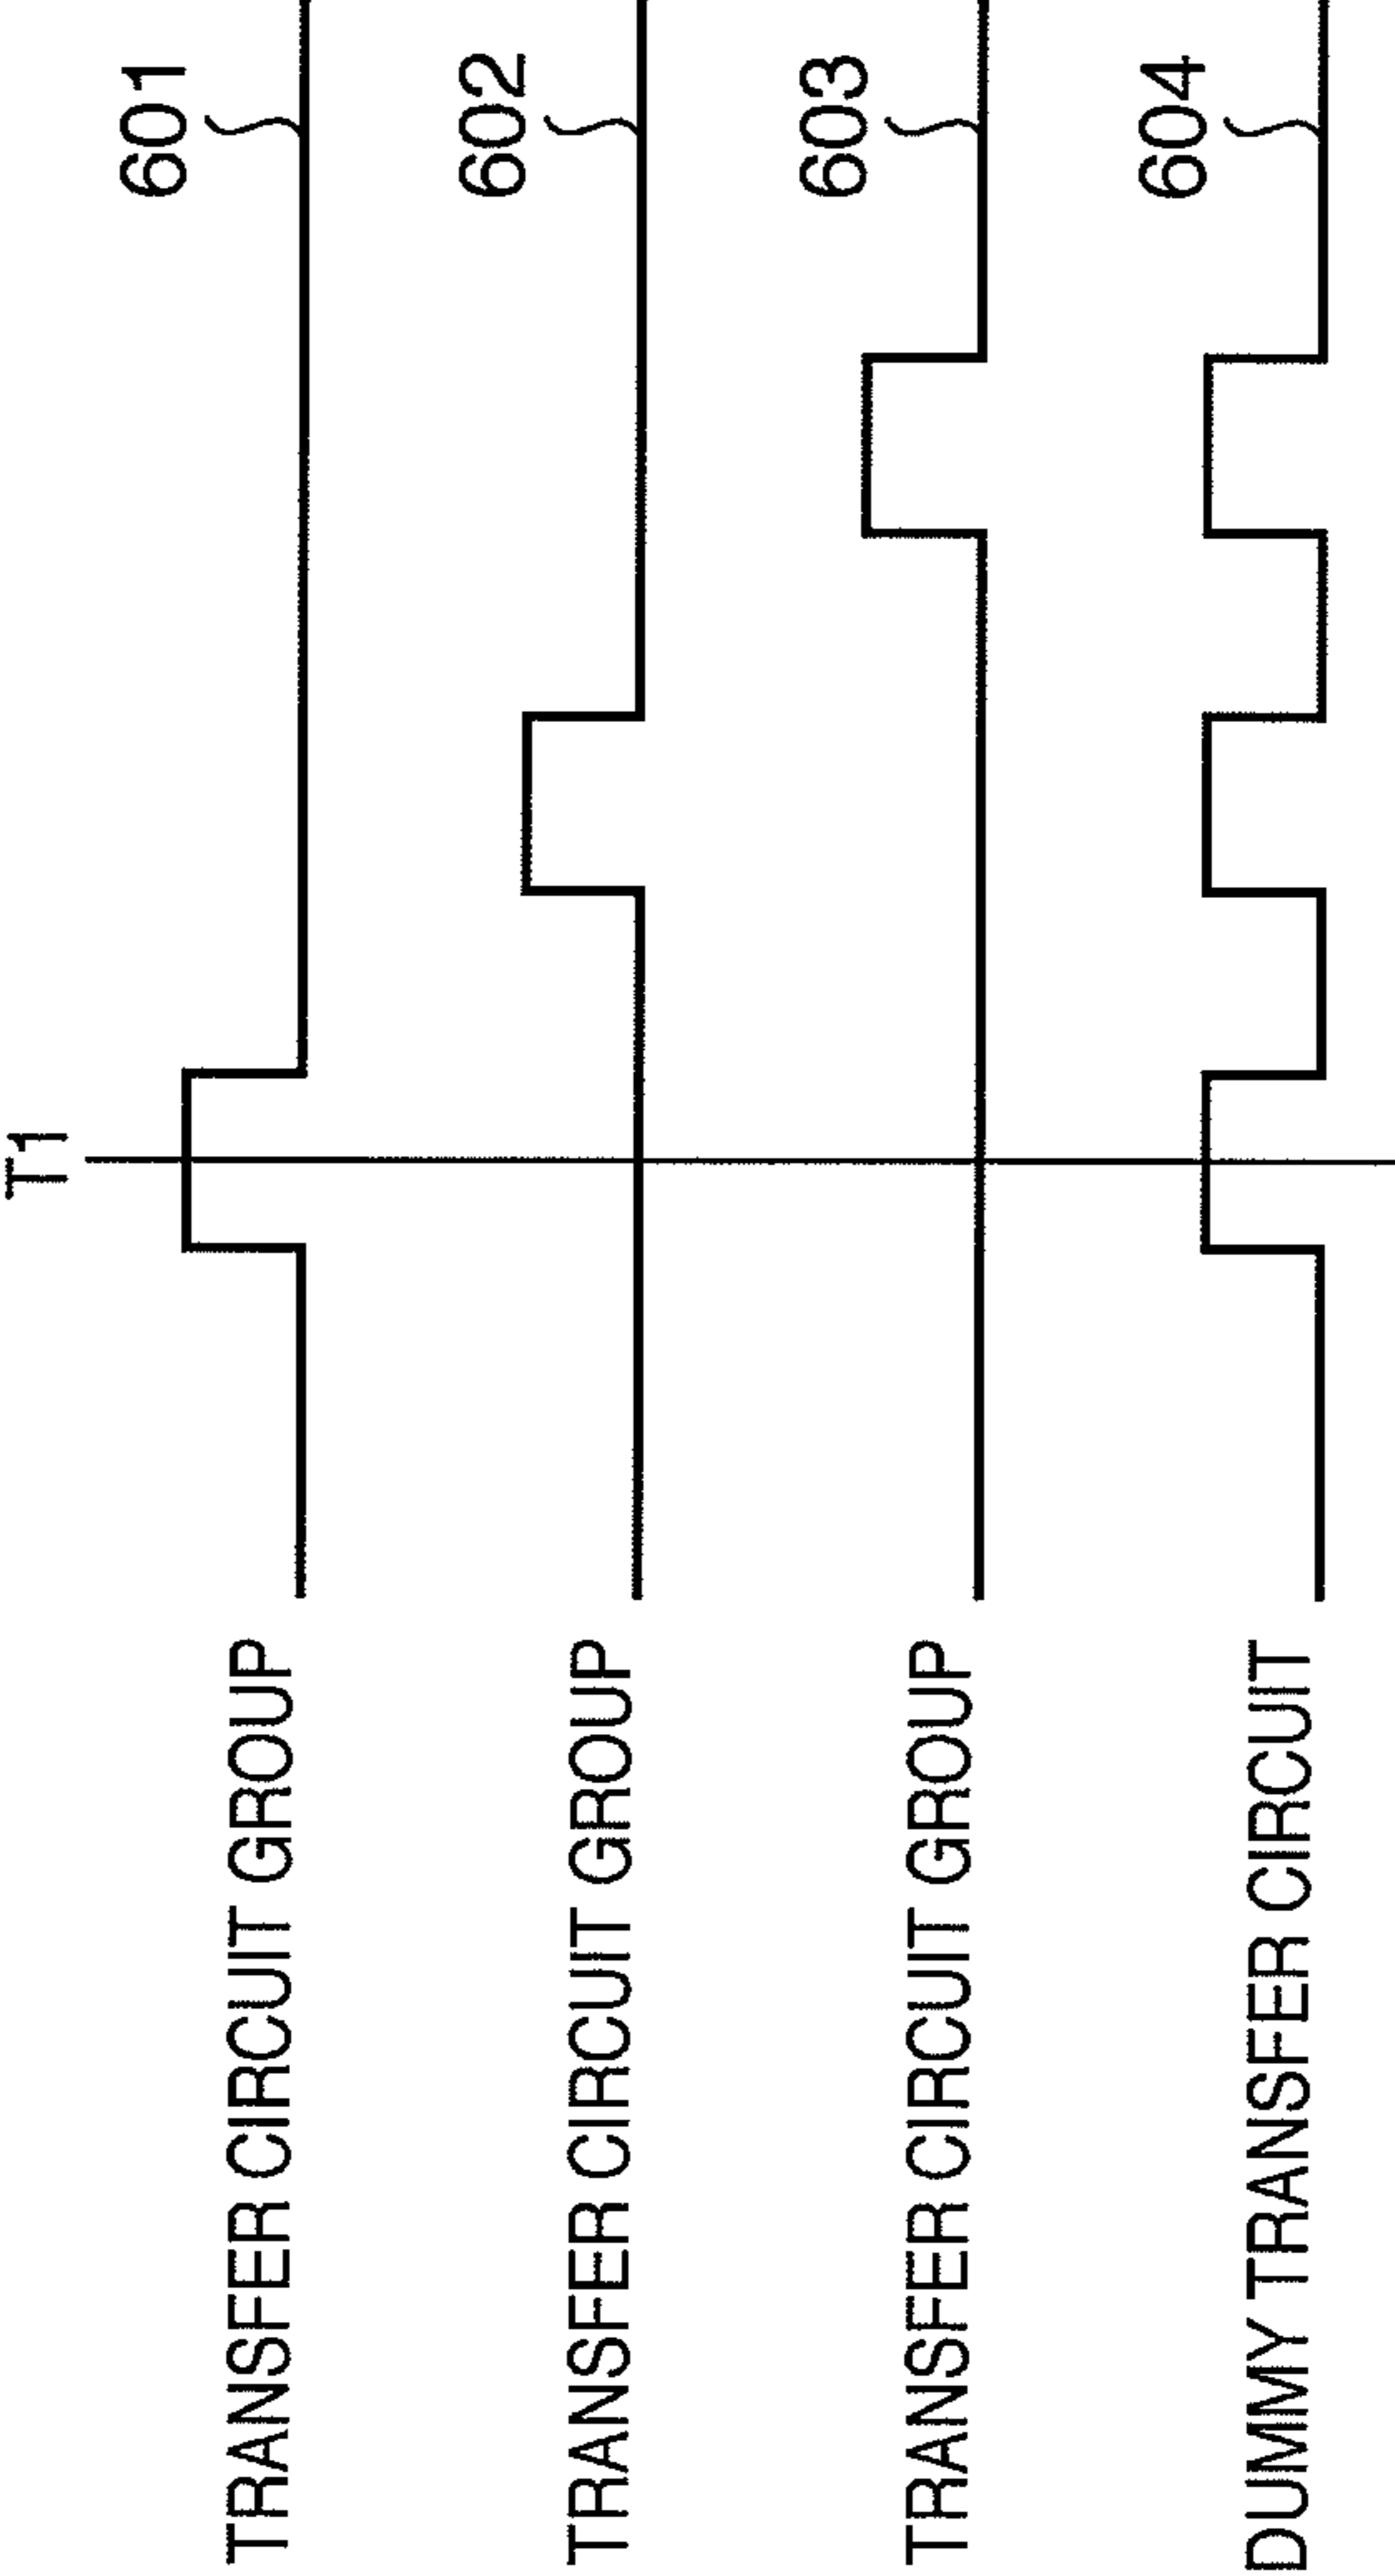 T1
TRANSFER CIRCUIT GROUP 601
TRANSFER CIRCUIT GROUP 602
TRANSFER CIRCUIT GROUP 603
DUMMY TRANSFER CIRCUIT 604